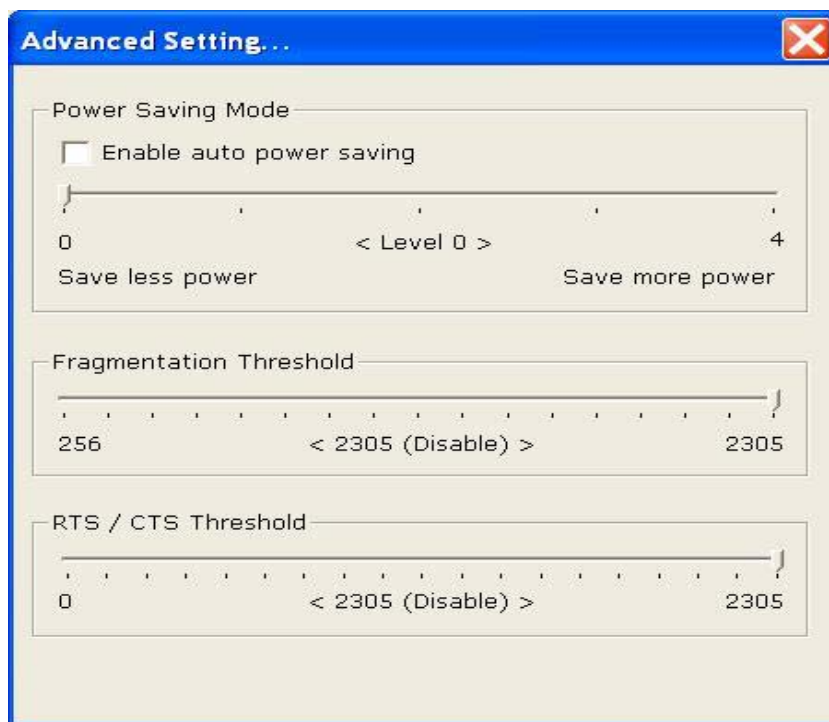 Advanced Setting...
Power Saving Mode
Enable auto power saving
0 < Level 0 > 4
Save less power Save more power
Fragmentation Threshold
256 < 2305 (Disable) > 2305
RTS / CTS Threshold
0 < 2305 (Disable) > 2305